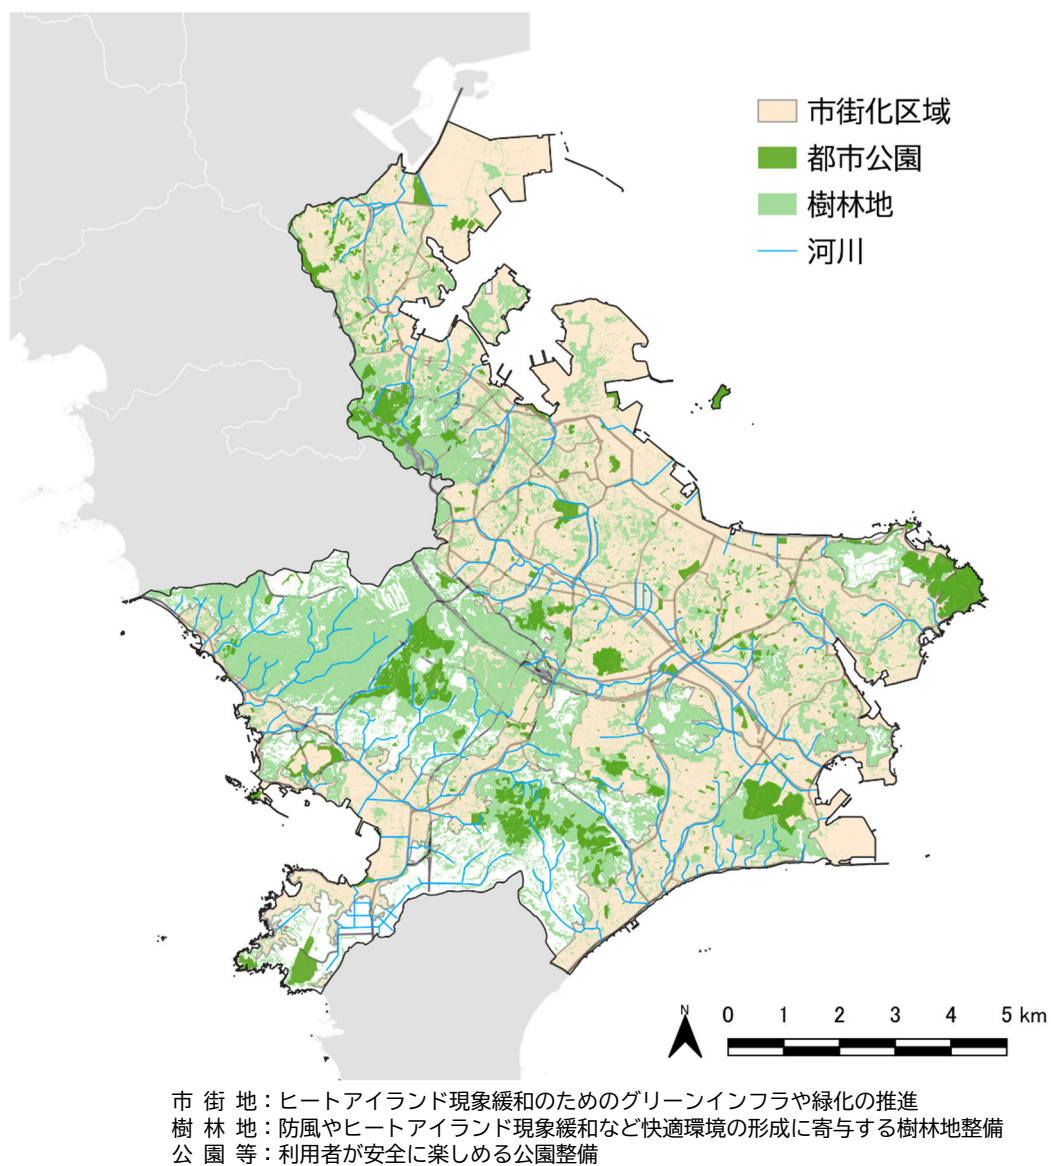 市街化区域
都市公園
樹林地
河川
N
0 1 2 3 4 5 km
市 街 地：ヒートアイランド現象緩和のためのグリーンインフラや緑化の推進
樹 林 地：防風やヒートアイランド現象緩和など快適環境の形成に寄与する樹林地整備
公 園 等：利用者が安全に楽しめる公園整備